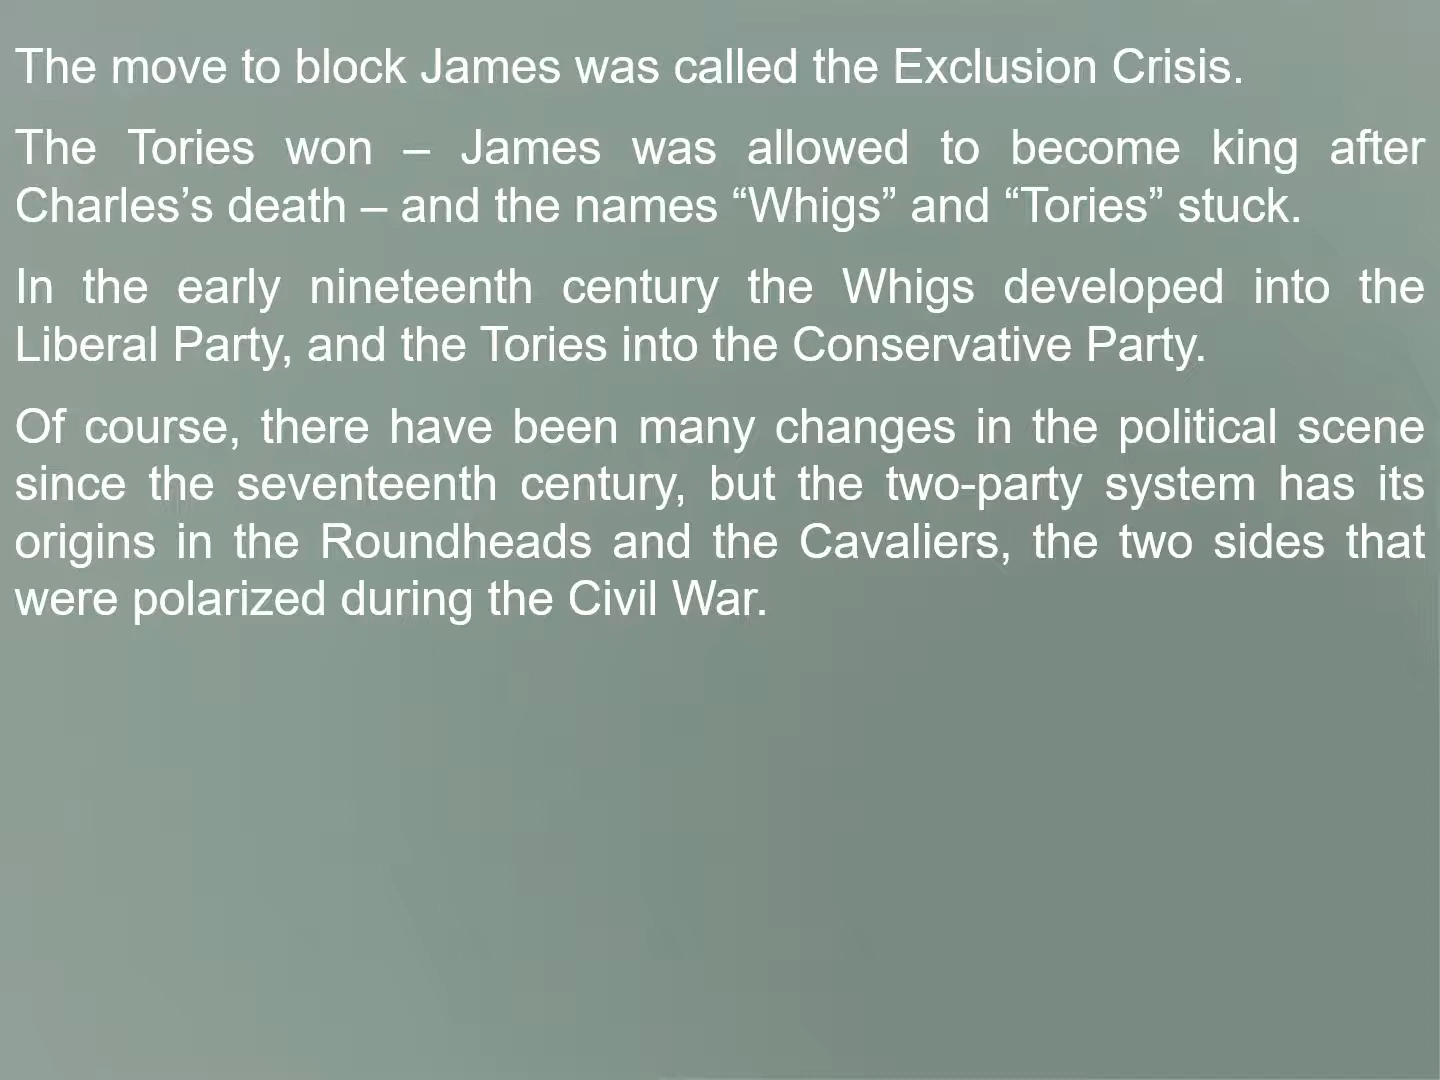 The move to block James was called the Exclusion Crisis.
The Tories won – James was allowed to become king after
Charles’s death – and the names “Whigs” and “Tories” stuck.
In the early nineteenth century the Whigs developed into the
Liberal Party, and the Tories into the Conservative Party.
Of course, there have been many changes in the political scene
since the seventeenth century, but the two-party system has its
origins in the Roundheads and the Cavaliers, the two sides that
were polarized during the Civil War.